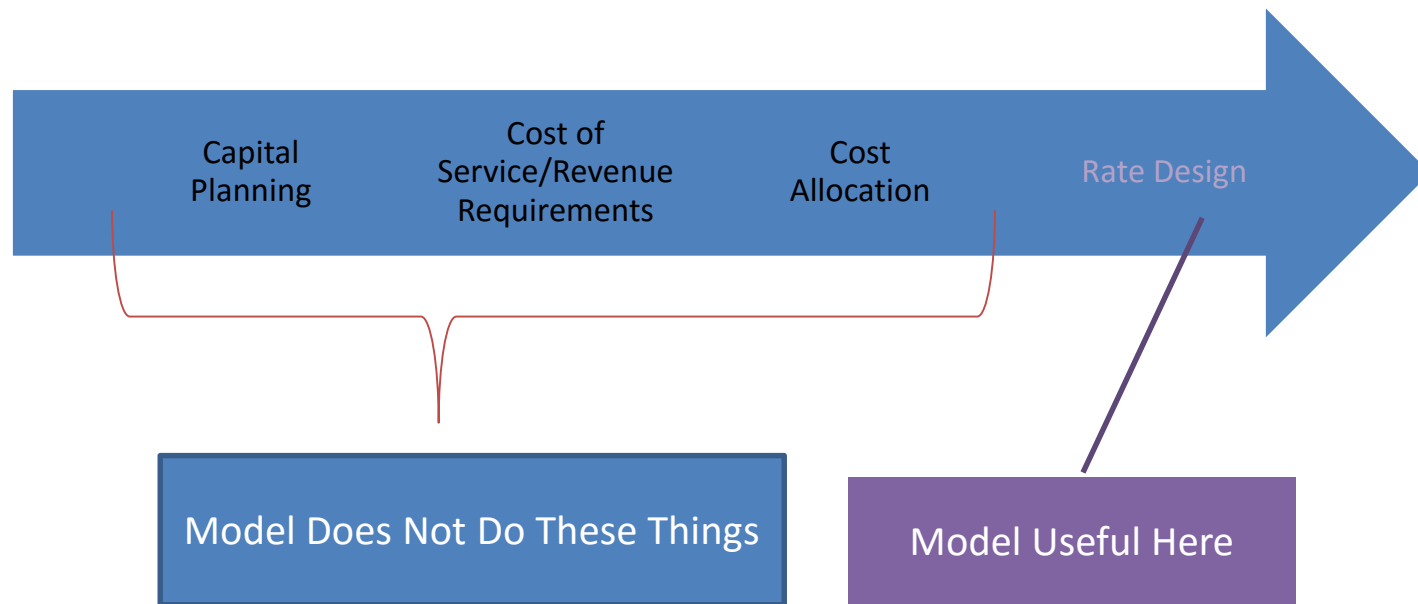 Capital
Planning
Cost of
Service/Revenue
Requirements
Cost
Allocation
Rate Design
Model Does Not Do These Things
Model Useful Here